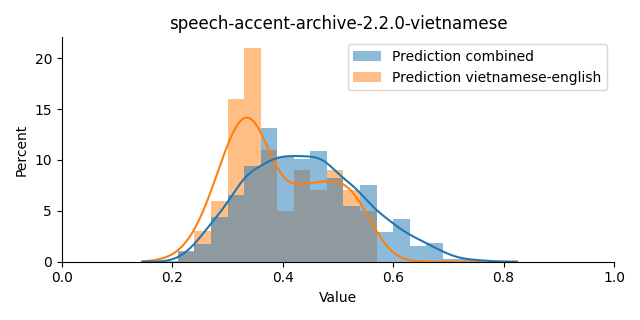 speech-accent-archive-2.2.0-vietnamese
Prediction combined
Prediction vietnamese-english
Percent
20
15
10
5
0
0.0 0.2 0.4 0.6 0.8 1.0
Value